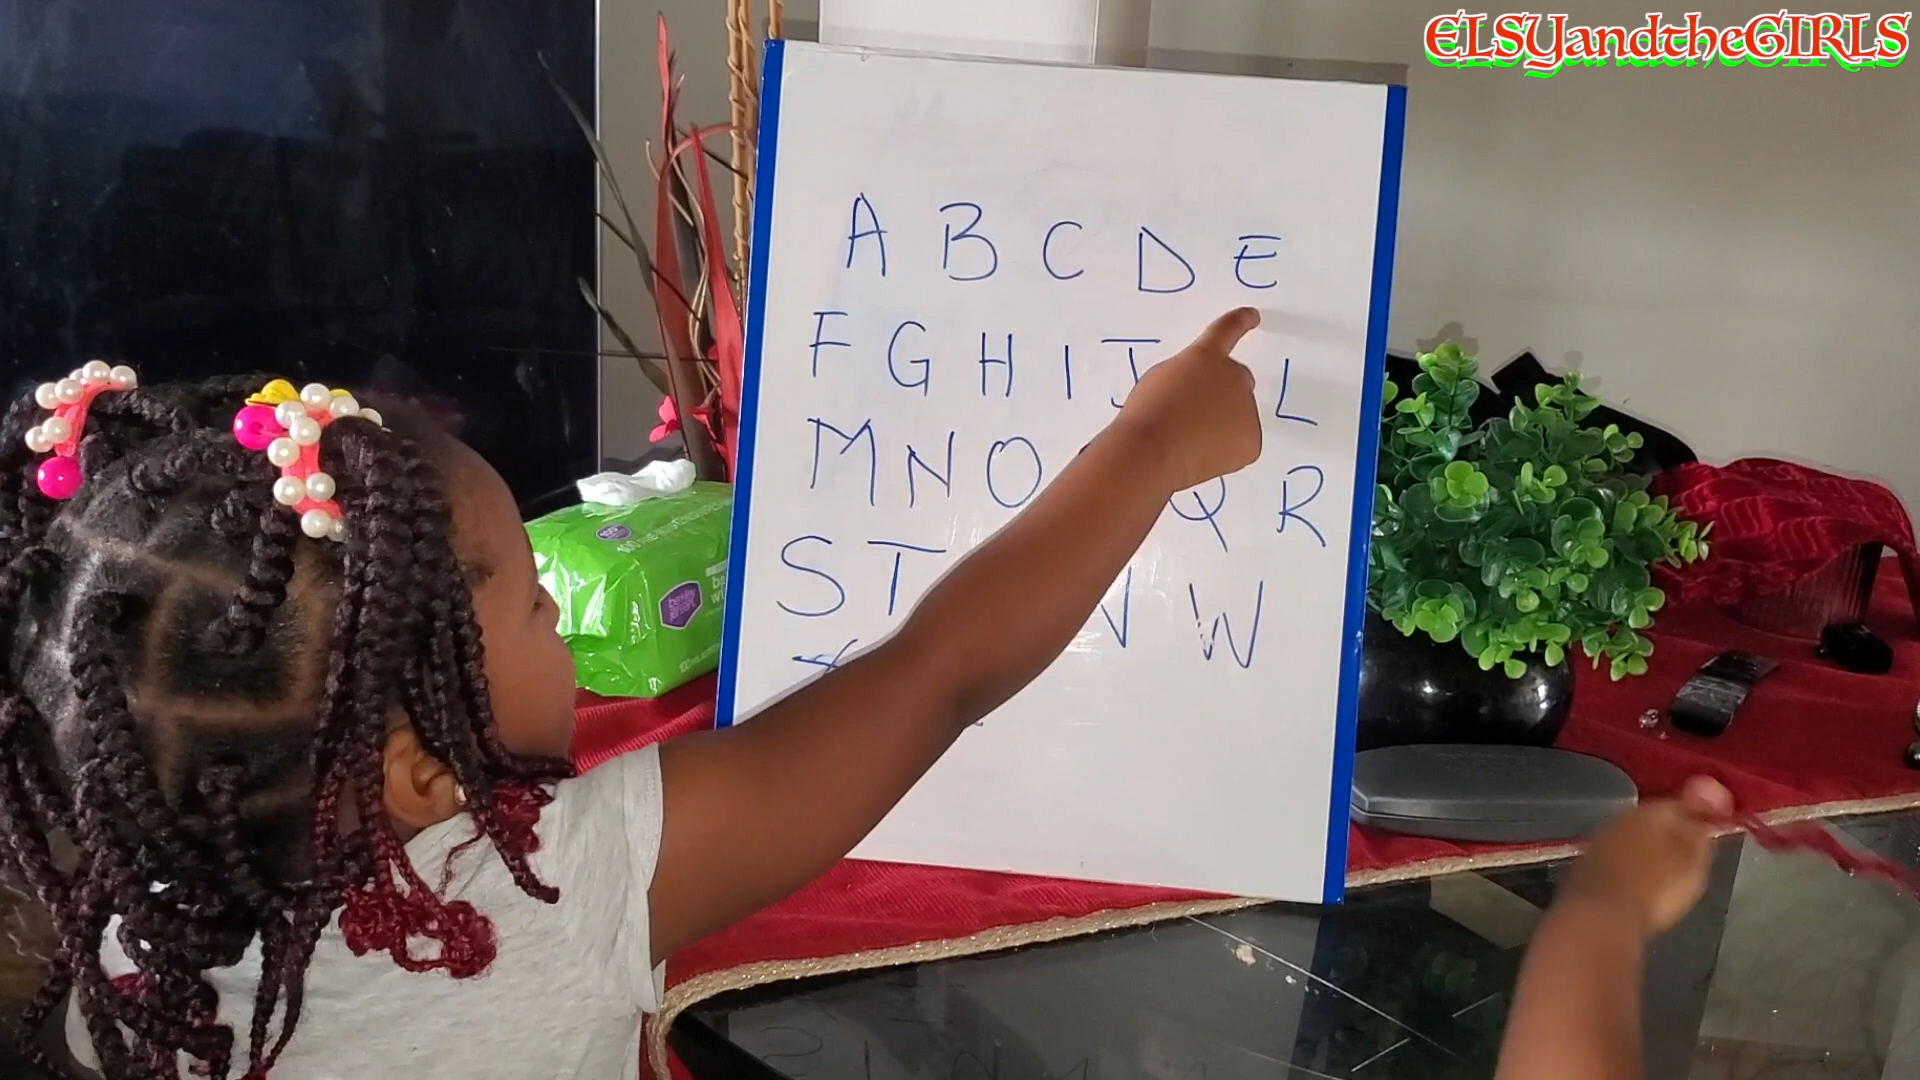 ELSYandtheGIRLS
A B C D E
F G H I J L
M N O Q R
S T V W
X